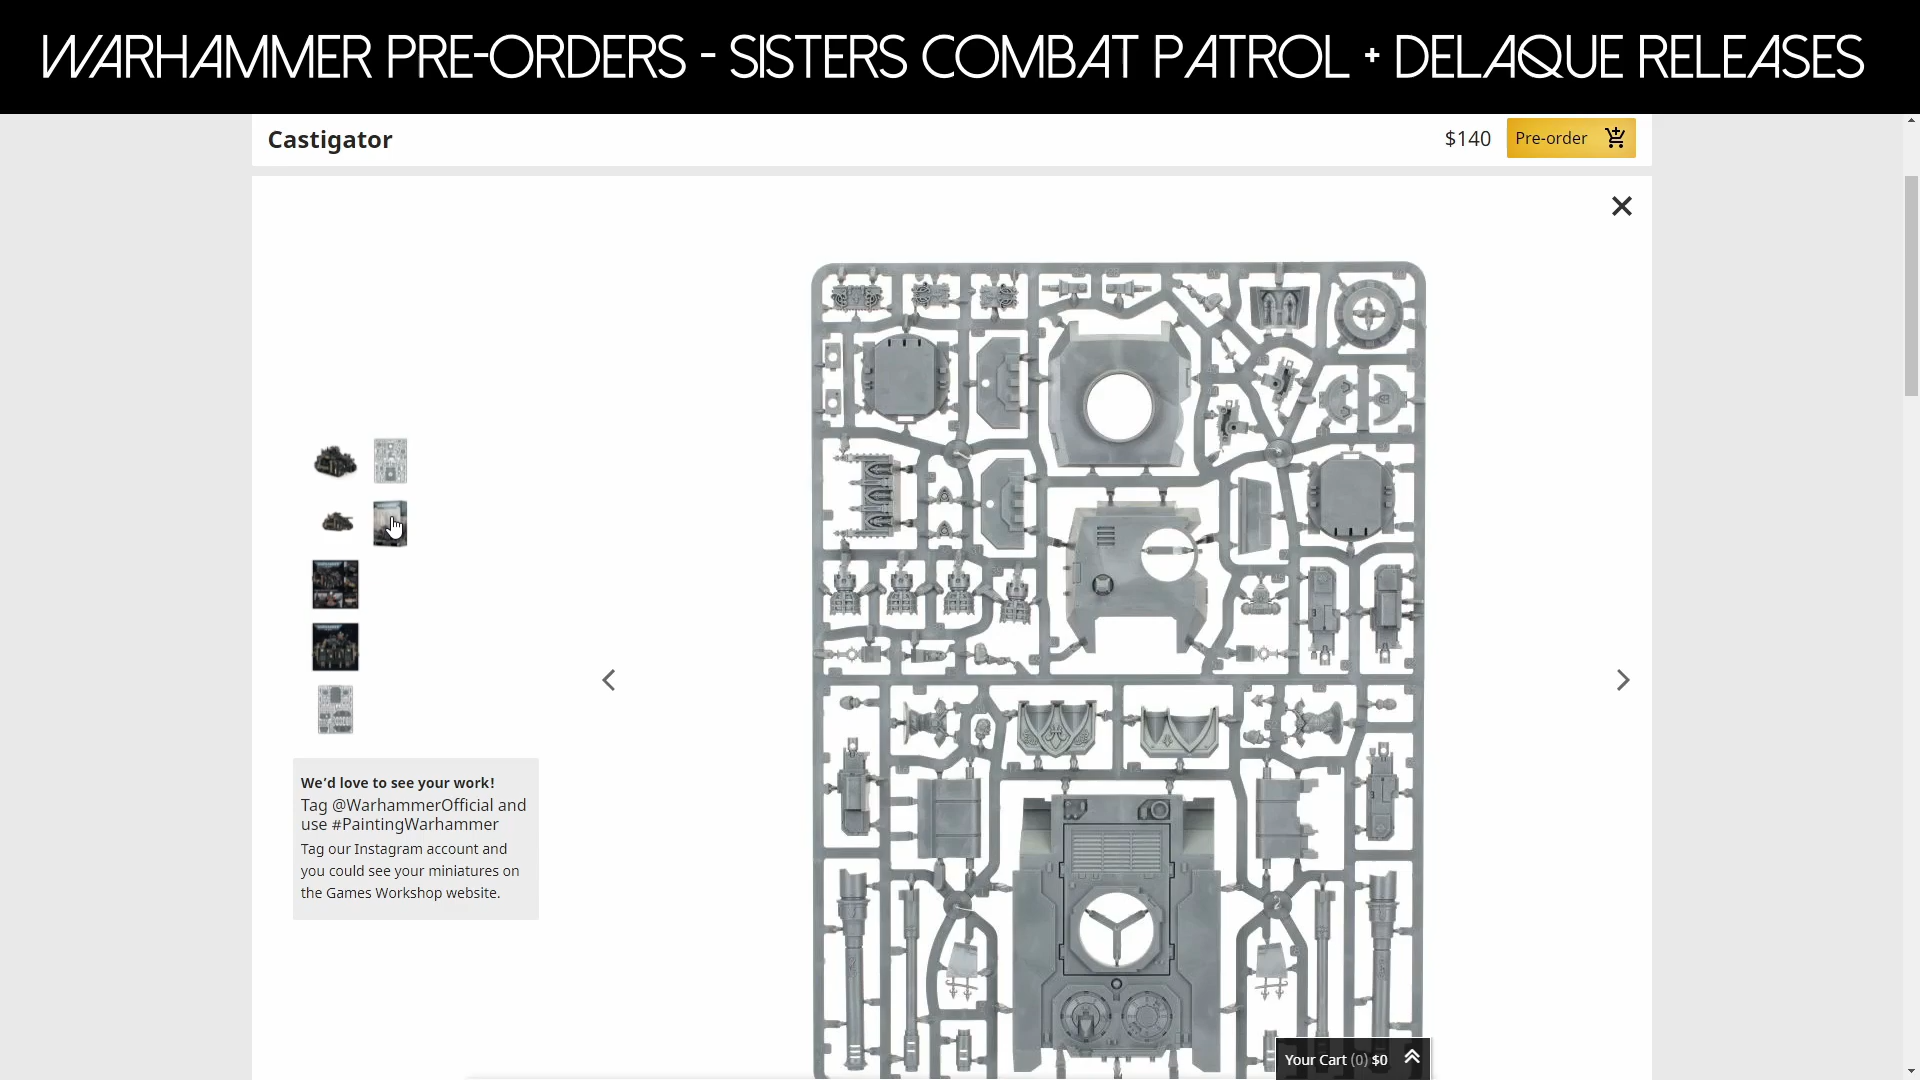 WARHAMMER PRE-ORDERS - SISTERS COMBAT PATROL + DELAQUE RELEASES
Castigator
$140
Pre-order
We'd love to see your work!
Tag @WarhammerOfficial and
use #PaintingWarhammer
Tag our Instagram account and
you could see your miniatures on
the Games Workshop website.
2
Your Cart (0) $0